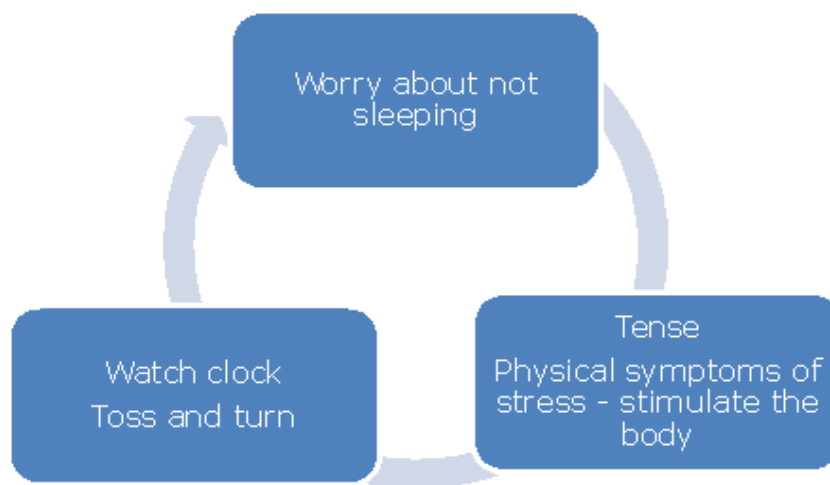 Worry about not
sleeping
Tense
Physical symptoms of
stress - stimulate the
body
Watch clock
Toss and turn